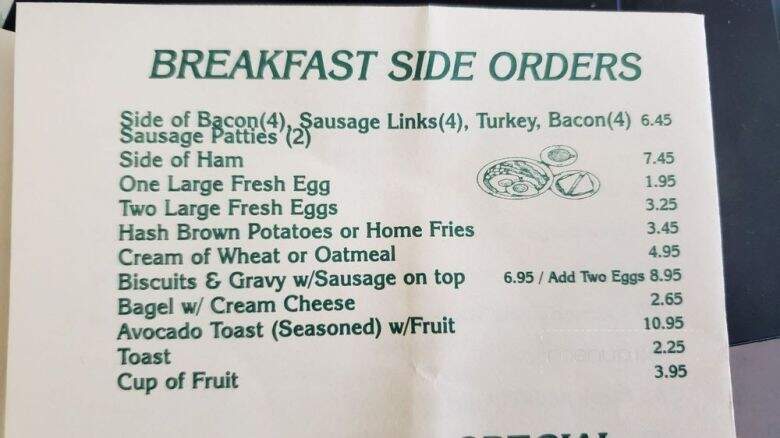 BREAKFAST SIDE ORDERS
Side of Bacon(4), Sausage Links(4), Turkey, Bacon(4) 6.45
Sausage Patties (2)
Side of Ham 7.45
One Large Fresh Egg 1.95
Two Large Fresh Eggs 3.25
Hash Brown Potatoes or Home Fries 3.45
Cream of Wheat or Oatmeal 4.95
Biscuits & Gravy w/Sausage on top 6.95 / Add Two Eggs 8.95
Bagel w/ Cream Cheese 2.65
Avocado Toast (Seasoned) w/Fruit 10.95
Toast 2.25
Cup of Fruit 3.95